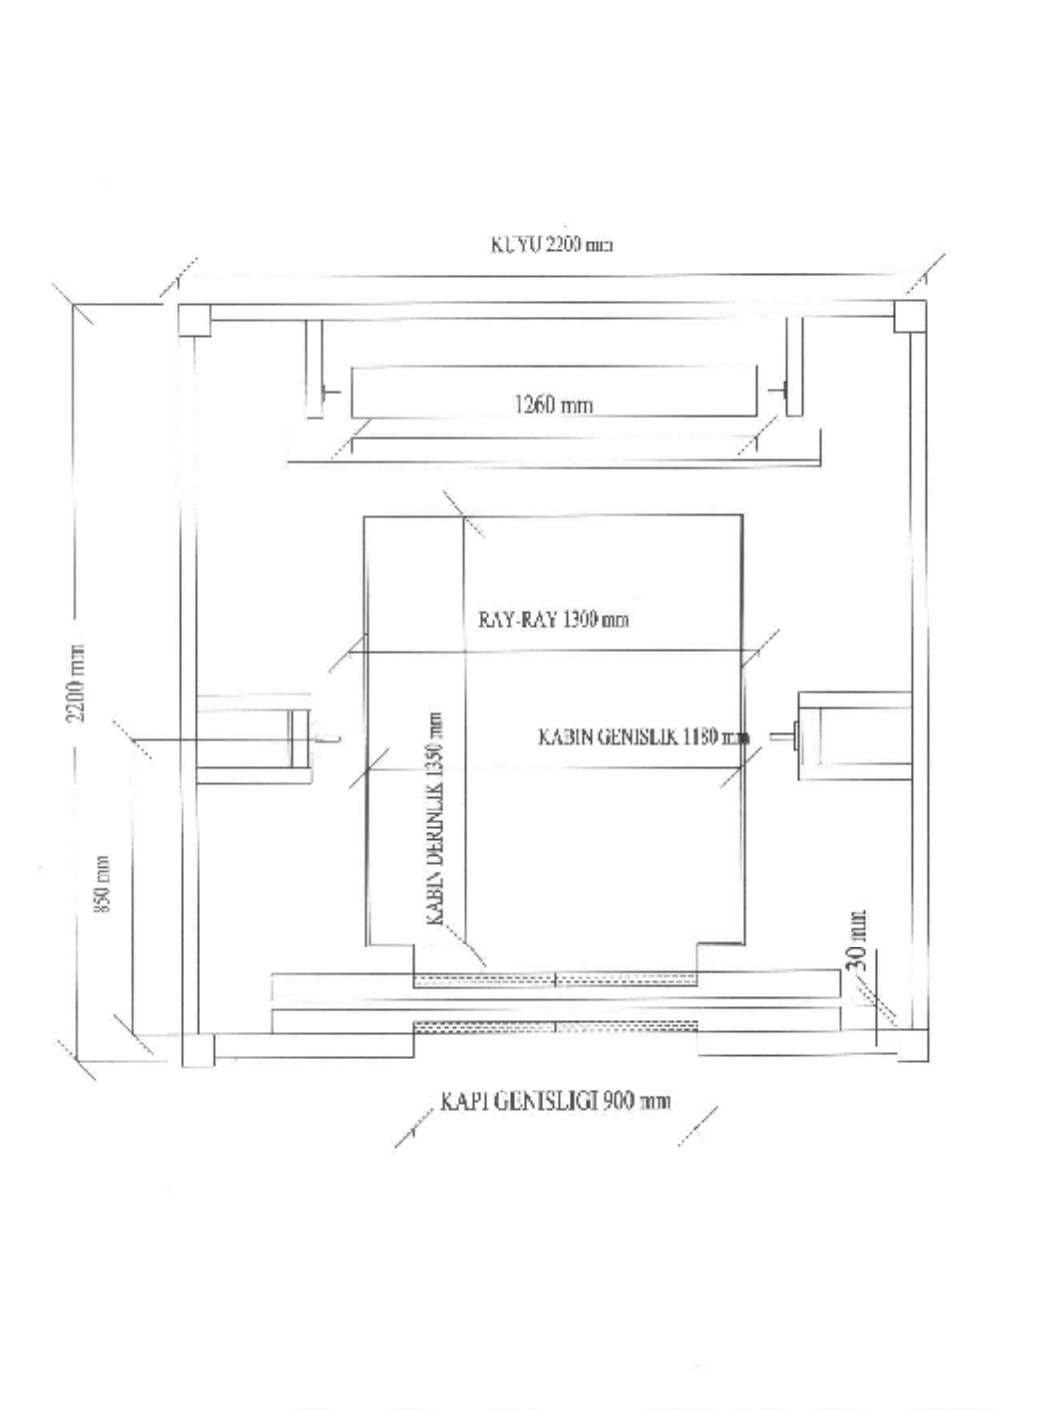 KUYU 2200 mm
1260 mm
RAY-RAY 1300 mm
2200 mm
KABIN GENISLIK 1180 mm
KABIN DERINLIK 1350 mm
850 mm
30 mm
KAPI GENISLIGI 900 mm